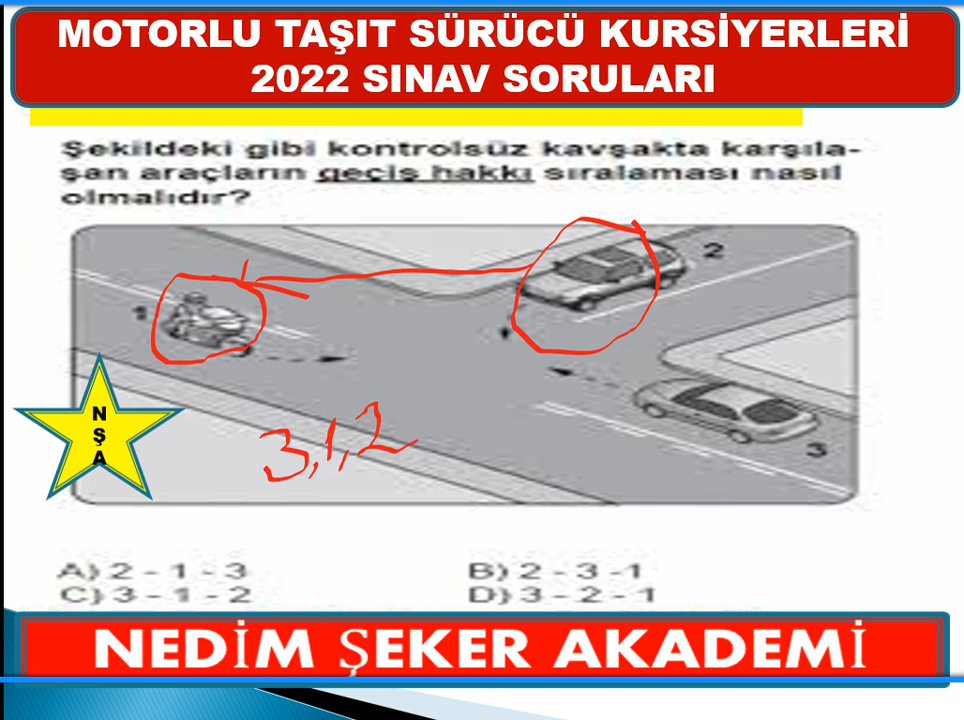 MOTORLU TAŞIT SÜRÜCÜ KURSİYERLERİ
2022 SINAV SORULARI
Şekildeki gibi kontrolsüz kavşakta karşıla-
şan araçların geçiş hakkı sıralaması nasıl
olmalıdır?
2
1
3
N
Ş
A
3,1,2
A) 2 - 1 - 3
B) 2 - 3 -1
C) 3 - 1 - 2
D) 3 - 2 - 1
NEDİM ŞEKER AKADEMİ